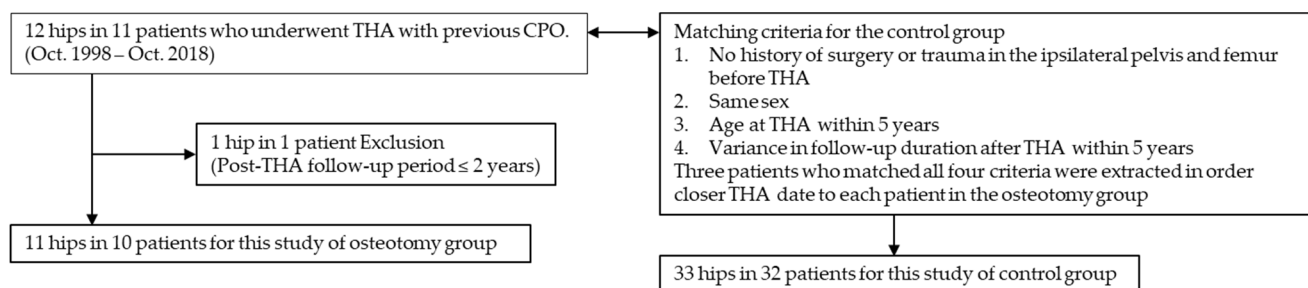 12 hips in 11 patients who underwent THA with previous CPO.
(Oct. 1998 – Oct. 2018)
1 hip in 1 patient Exclusion
(Post-THA follow-up period ≤ 2 years)
11 hips in 10 patients for this study of osteotomy group
Matching criteria for the control group
1. No history of surgery or trauma in the ipsilateral pelvis and femur
before THA
2. Same sex
3. Age at THA within 5 years
4. Variance in follow-up duration after THA within 5 years
Three patients who matched all four criteria were extracted in order
closer THA date to each patient in the osteotomy group
33 hips in 32 patients for this study of control group